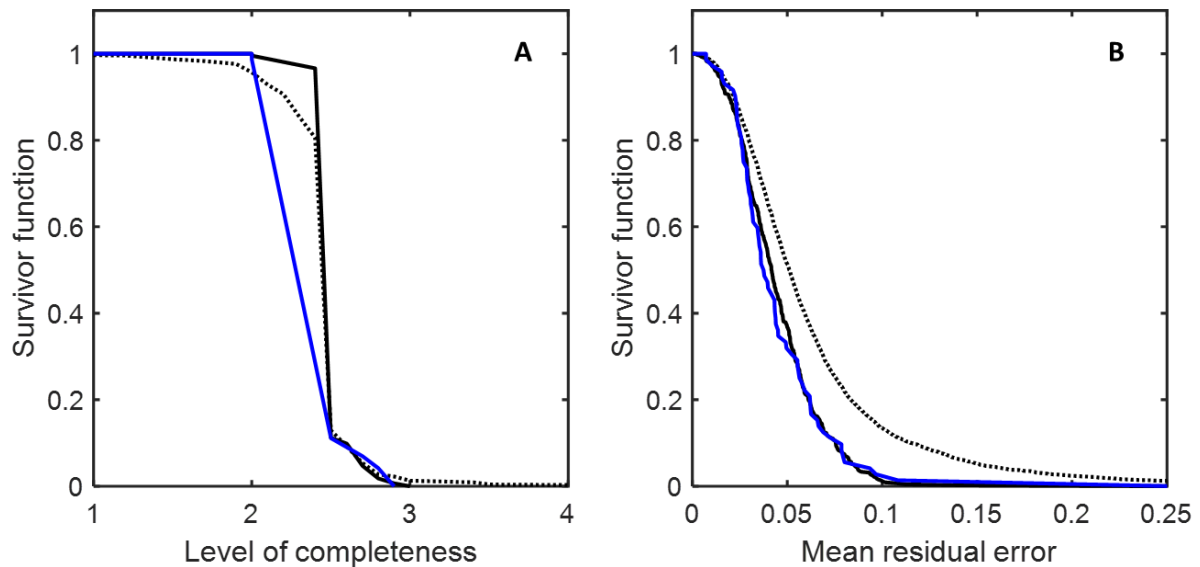 A
Survivor function
1
0.8
0.6
0.4
0.2
0
1 2 3 4
Level of completeness
B
Survivor function
1
0.8
0.6
0.4
0.2
0
0 0.05 0.1 0.15 0.2 0.25
Mean residual error